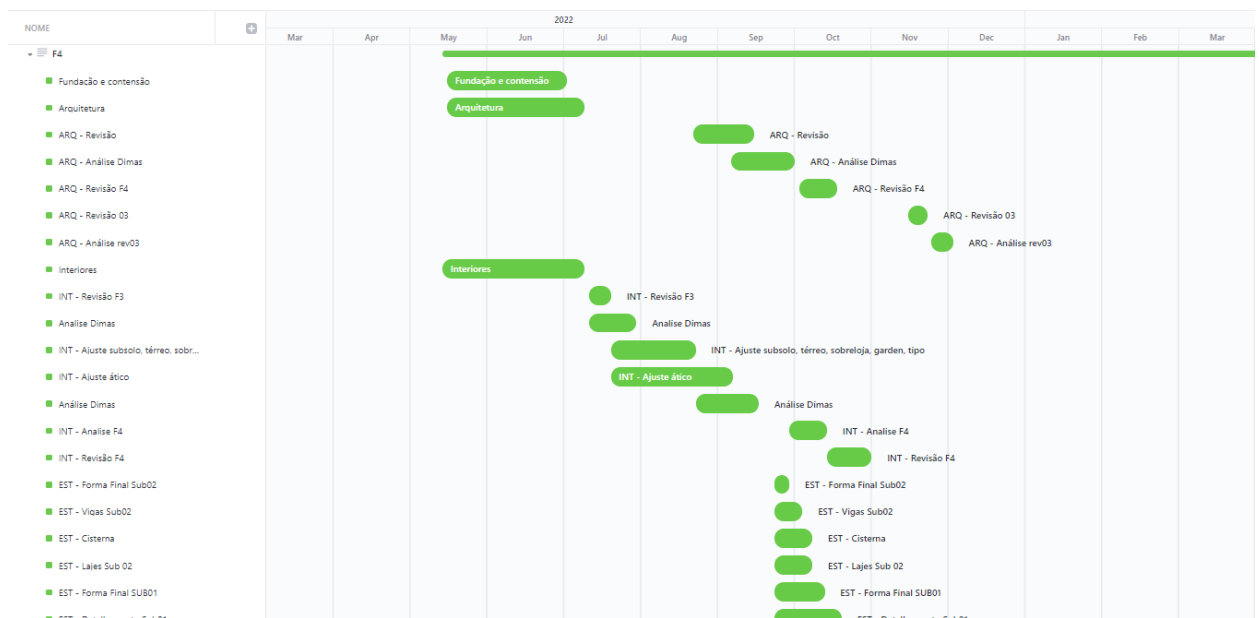 2022
NOME
Mar Apr May Jun Jul Aug Sep Oct Nov Dec Jan Feb Mar
F4
Fundação e contensão Fundação e contensão
Arquitetura Arquitetura
ARQ - Revisão ARQ - Revisão
ARQ - Análise Dimas ARQ - Análise Dimas
ARQ - Revisão F4 ARQ - Revisão F4
ARQ - Revisão 03 ARQ - Revisão 03
ARQ - Análise rev03 ARQ - Análise rev03
Interiores Interiores
INT - Revisão F3 INT - Revisão F3
Analise Dimas Analise Dimas
INT - Ajuste subsolo, térreo, sobr... INT - Ajuste subsolo, térreo, sobreloja, garden, tipo
INT - Ajuste ático INT - Ajuste ático
Análise Dimas Análise Dimas
INT - Analise F4 INT - Analise F4
INT - Revisão F4 INT - Revisão F4
EST - Forma Final Sub02 EST - Forma Final Sub02
EST - Vigas Sub02 EST - Vigas Sub02
EST - Cisterna EST - Cisterna
EST - Lajes Sub 02 EST - Lajes Sub 02
EST - Forma Final SUB01 EST - Forma Final SUB01